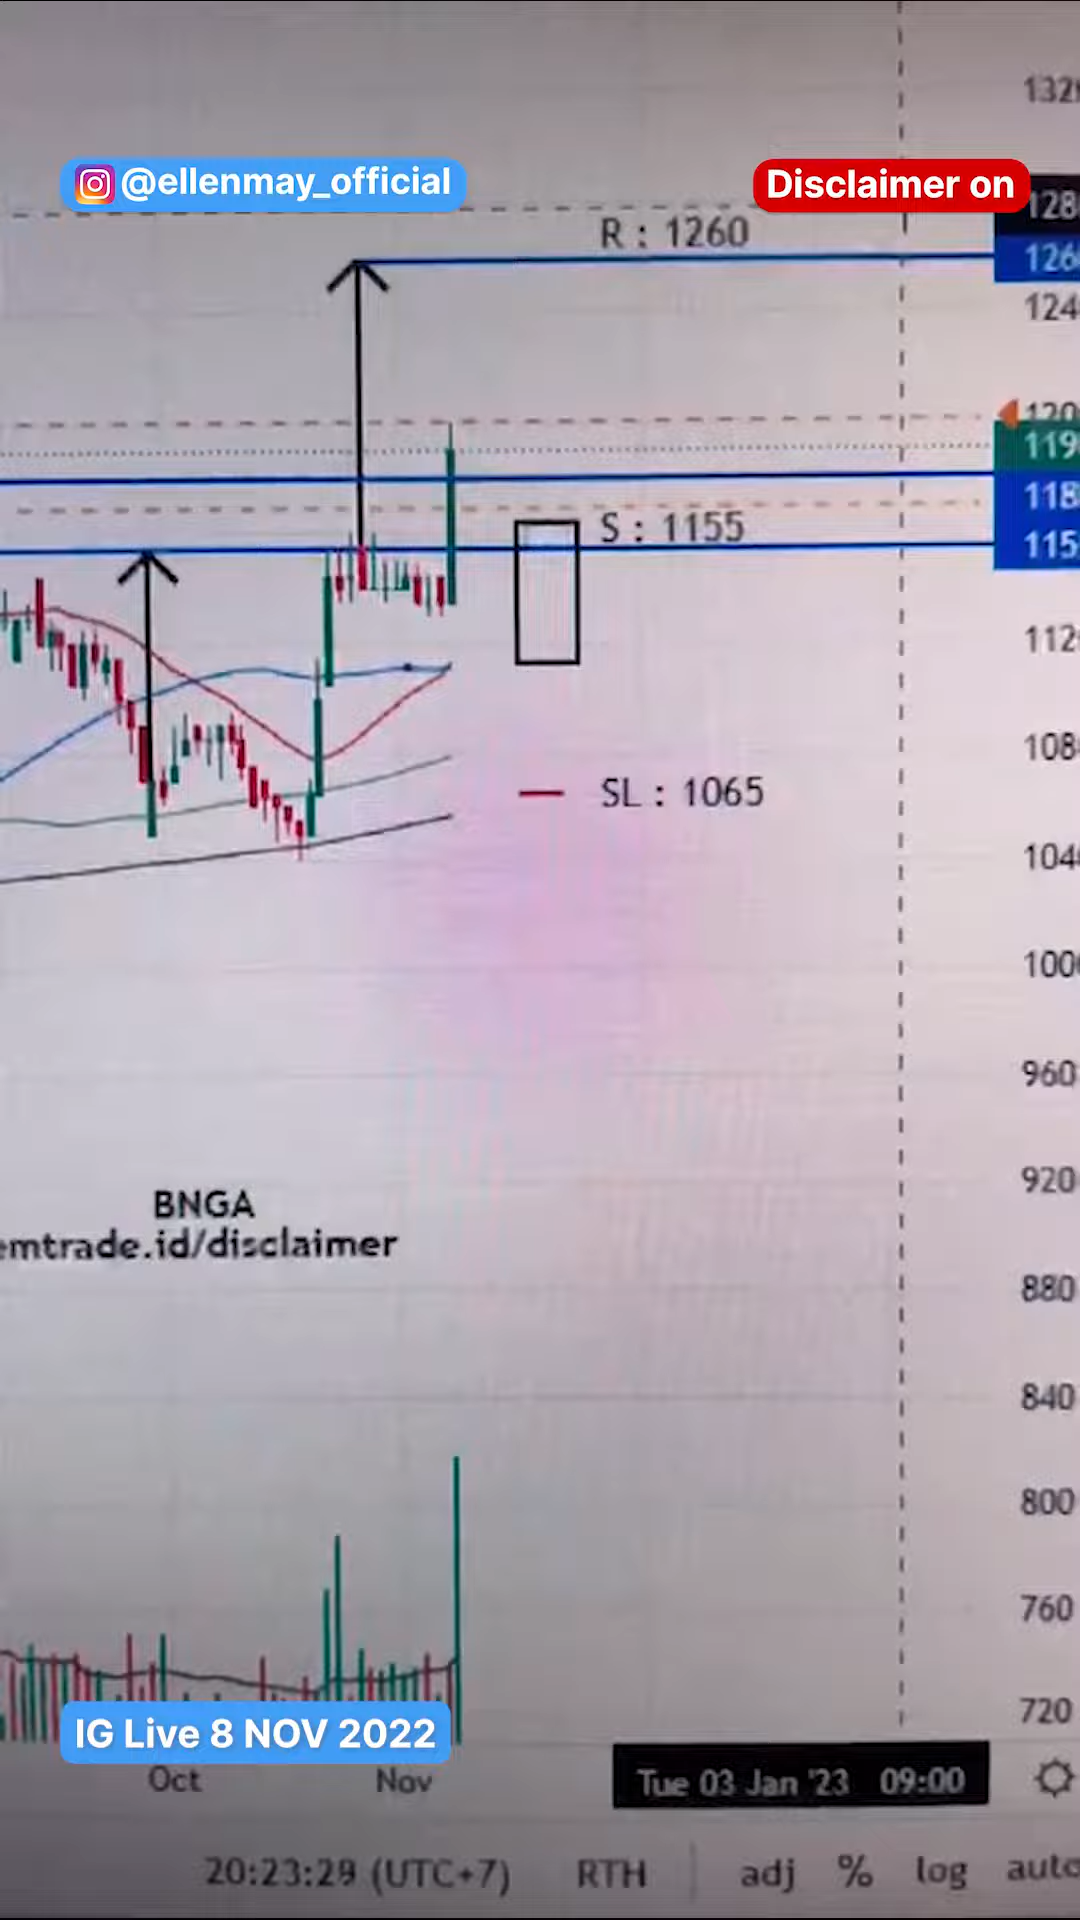 @ellenmay_official
Disclaimer on
R : 1260
S : 1155
SL : 1065
BNGA
emtrade.id/disclaimer
960
920
880
840
800
760
720
IG Live 8 NOV 2022
Oct
Nov
Tue 03 Jan '23 09:00
20:23:29 (UTC+7)
RTH
adj
%
log
auto